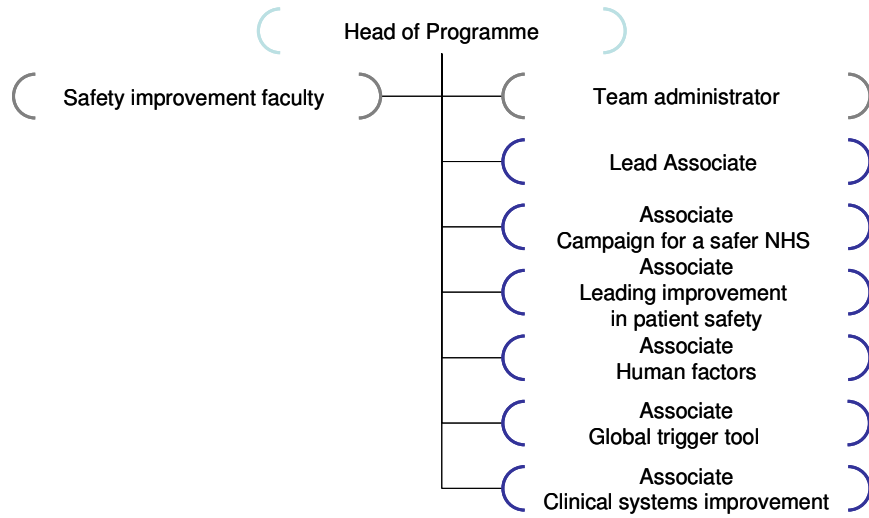 Head of Programme
Safety improvement faculty
Team administrator
Lead Associate
Associate
Campaign for a safer NHS
Associate
Leading improvement
in patient safety
Associate
Human factors
Associate
Global trigger tool
Associate
Clinical systems improvement